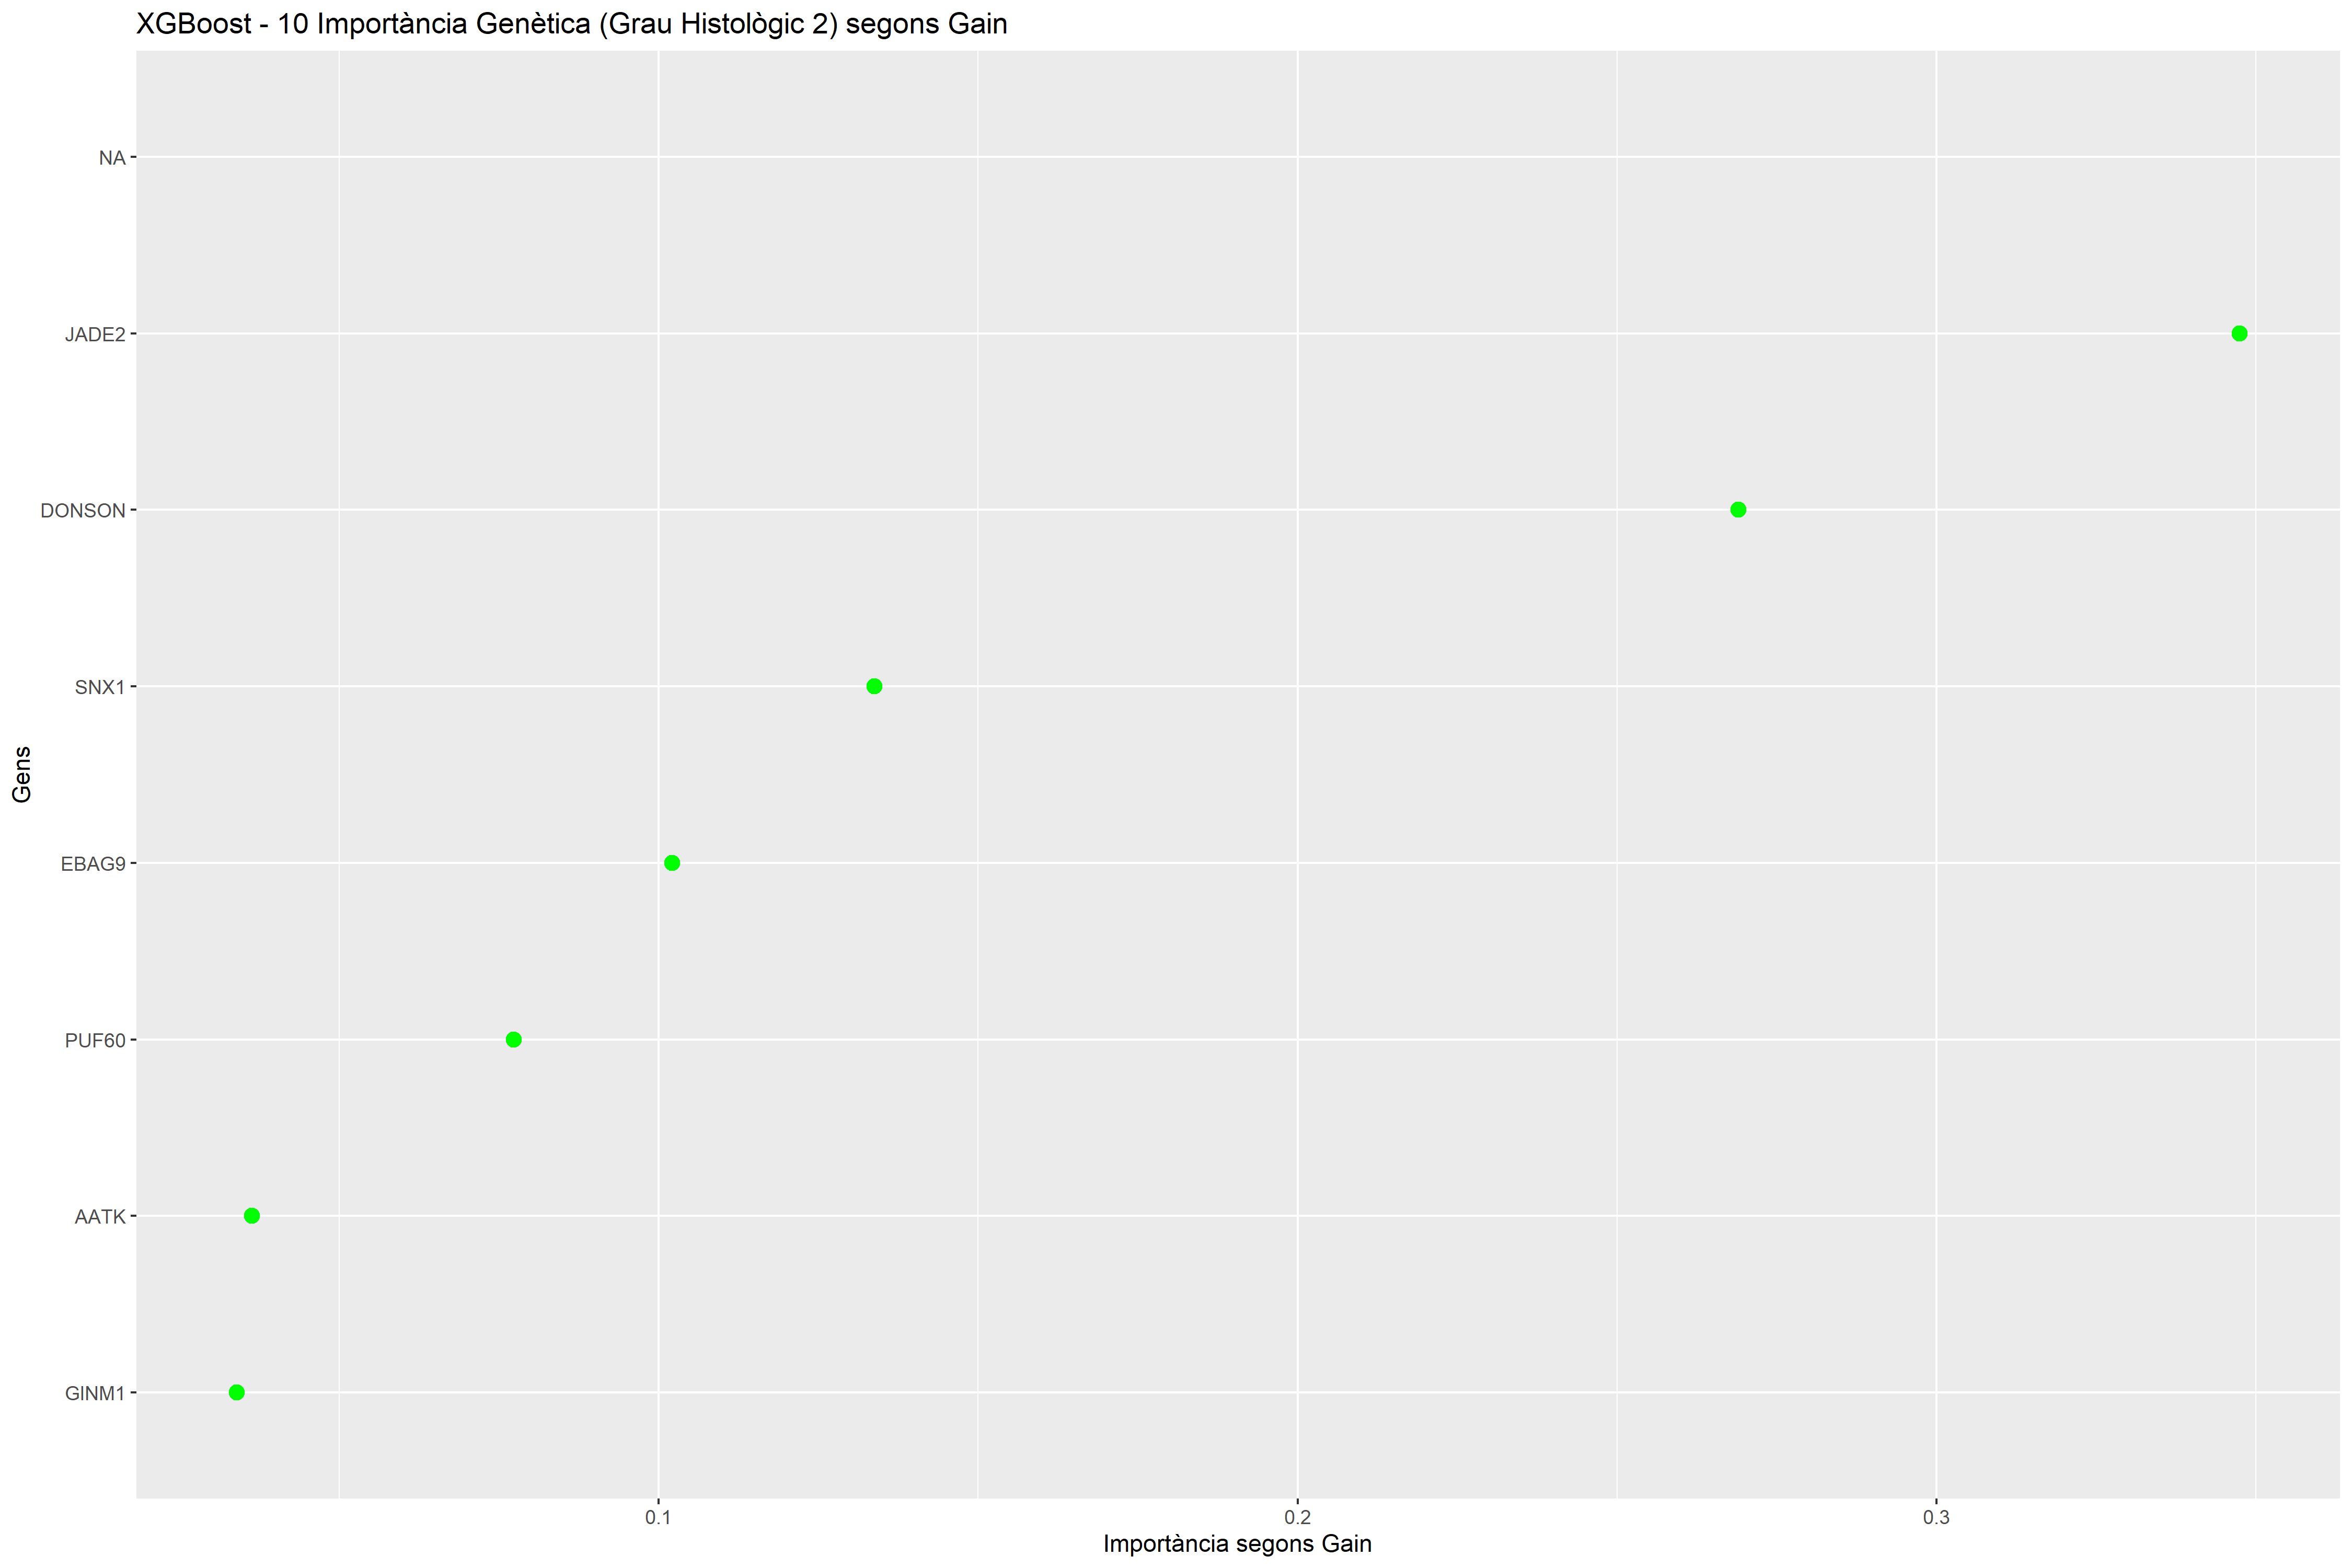 XGBoost - 10 Importància Genètica (Grau Histològic 2) segons Gain
NA
JADE2
DONSON
SNX1
EBAG9
PUF60
AATK
GINM1
Gens
0.1
0.2
0.3
Importància segons Gain